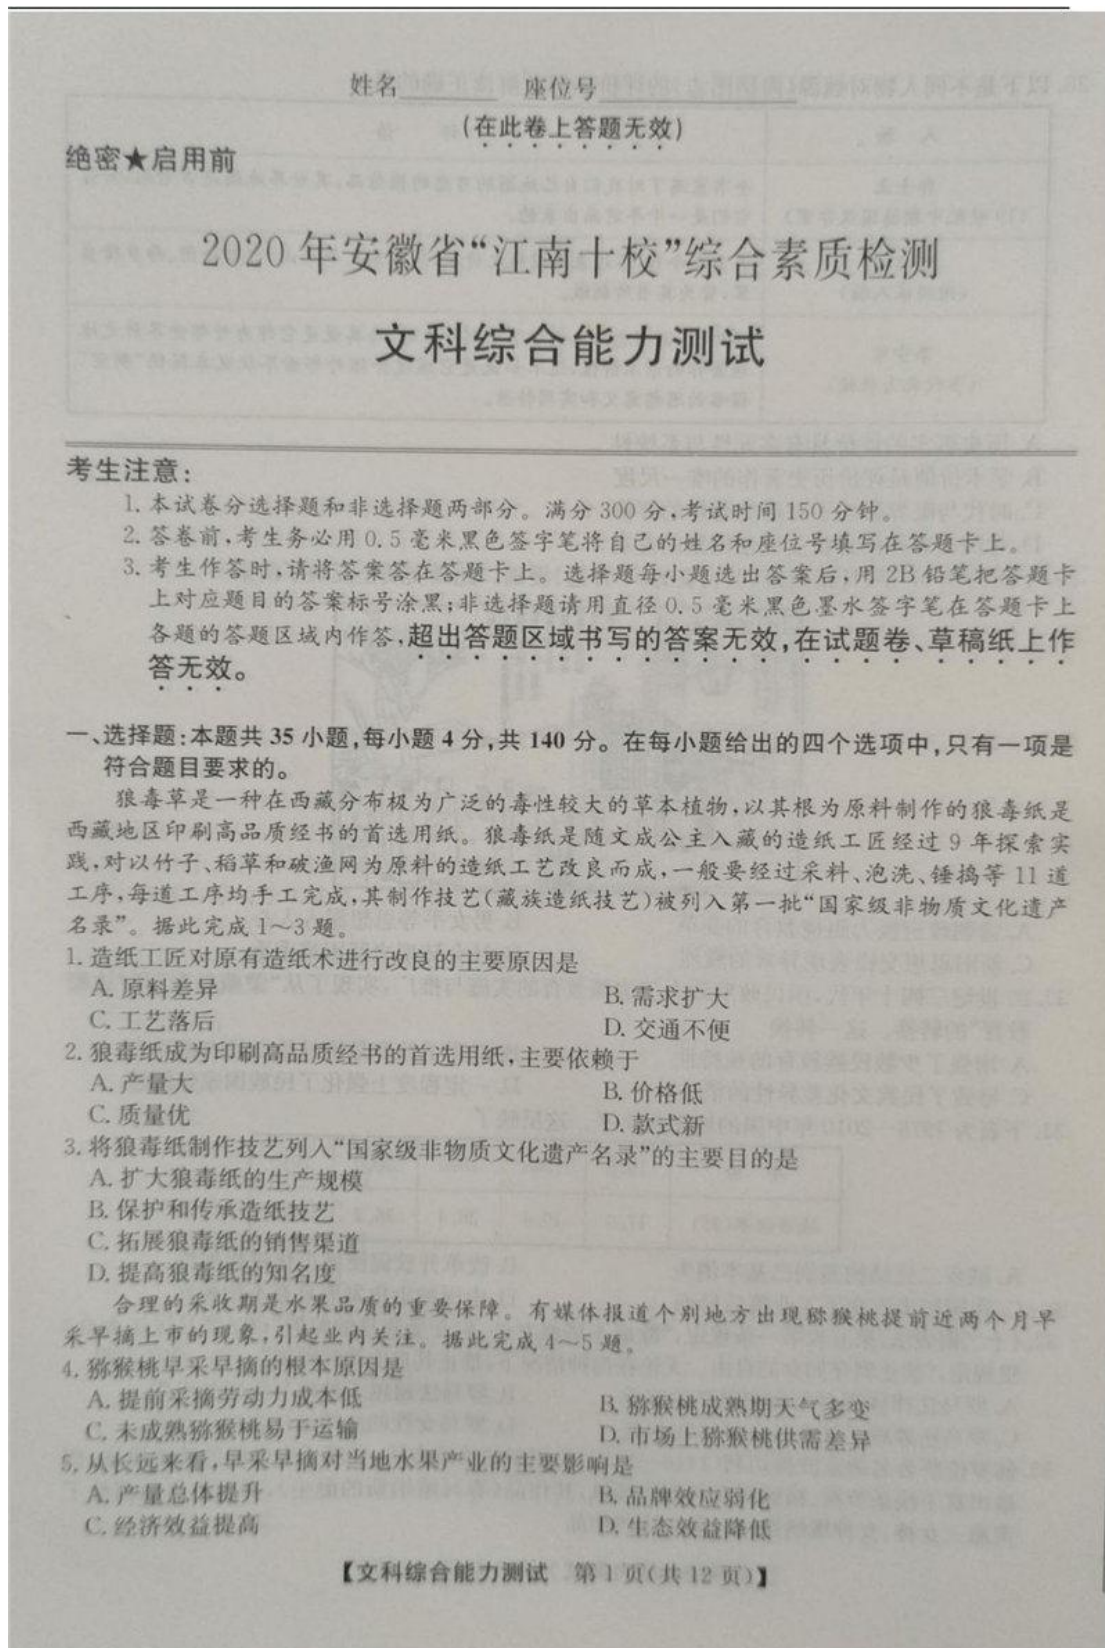 姓名 座位号
(在此卷上答题无效)
绝密★启用前
2020年安徽省“江南十校”综合素质检测
文科综合能力测试
考生注意:
1. 本试卷分选择题和非选择题两部分。满分300分,考试时间150分钟。
2. 答卷前,考生务必用0.5毫米黑色签字笔将自己的姓名和座位号填写在答题卡上。
3. 考生作答时,请将答案答在答题卡上。选择题每小题选出答案后,用2B铅笔把答题卡
上对应题目的答案标号涂黑;非选择题请用直径0.5毫米黑色墨水签字笔在答题卡上
各题的答题区域内作答,超出答题区域书写的答案无效,在试题卷、草稿纸上作
答无效。
一、选择题:本题共35小题,每小题4分,共140分。在每小题给出的四个选项中,只有一项是
符合题目要求的。
狼毒草是一种在西藏分布极为广泛的毒性较大的草本植物,以其根为原料制作的狼毒纸是
西藏地区印刷高品质经书的首选用纸。狼毒纸是随文成公主入藏的造纸工匠经过9年探索实
践,对以竹子、稻草和破渔网为原料的造纸工艺改良而成,一般要经过采料、泡洗、锤捣等11道
工序,每道工序均手工完成,其制作技艺(藏族造纸技艺)被列入第一批“国家级非物质文化遗产
名录”。据此完成1~3题。
1. 造纸工匠对原有造纸术进行改良的主要原因是
A. 原料差异 B. 需求扩大
C. 工艺落后 D. 交通不便
2. 狼毒纸成为印刷高品质经书的首选用纸,主要依赖于
A. 产量大 B. 价格低
C. 质量优 D. 款式新
3. 将狼毒纸制作技艺列入“国家级非物质文化遗产名录”的主要目的是
A. 扩大狼毒纸的生产规模
B. 保护和传承造纸技艺
C. 拓展狼毒纸的销售渠道
D. 提高狼毒纸的知名度
合理的采收期是水果品质的重要保障。有媒体报道个别地方出现猕猴桃提前近两个月早
采早摘上市的现象,引起业内关注。据此完成4~5题。
4. 猕猴桃早采早摘的根本原因是
A. 提前采摘劳动力成本低 B. 猕猴桃成熟期天气多变
C. 未成熟猕猴桃易于运输 D. 市场上猕猴桃供需差异
5. 从长远来看,早采早摘对当地水果产业的主要影响是
A. 产量总体提升 B. 品牌效应弱化
C. 经济效益提高 D. 生态效益降低
【文科综合能力测试 第1页(共12页)】